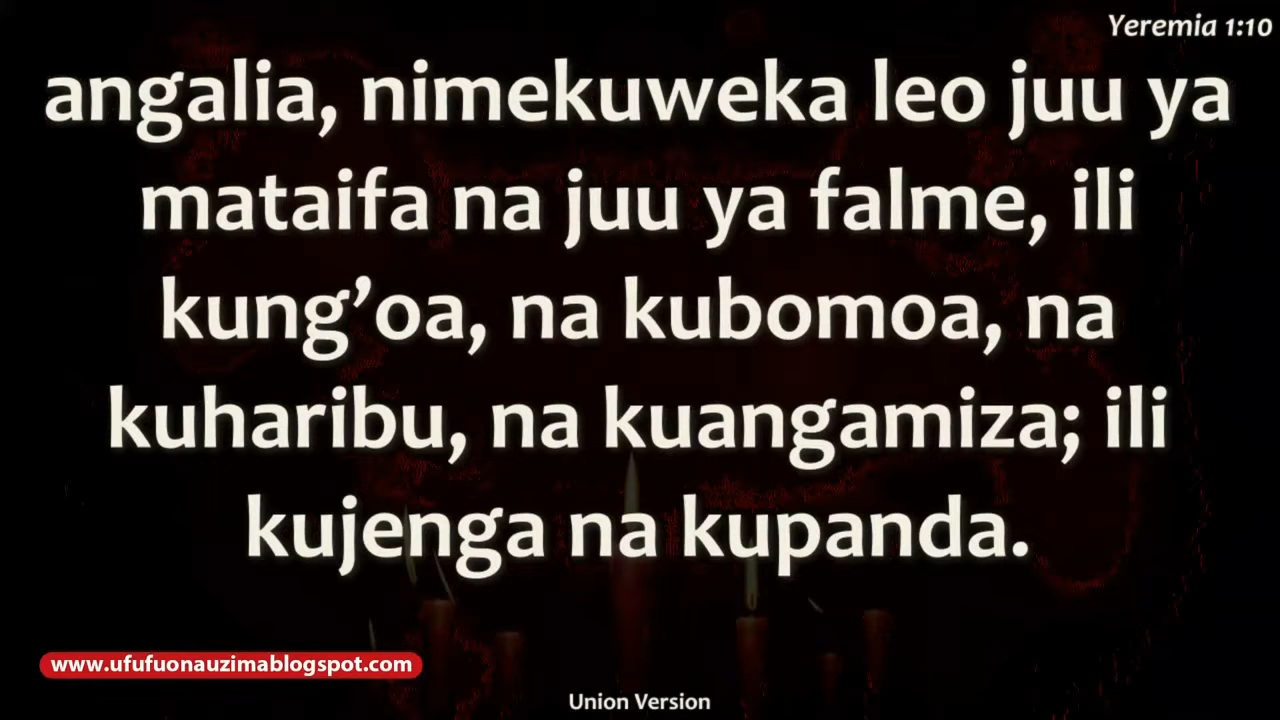 Yeremia 1:10
angalia, nimekuweka leo juu ya
mataifa na juu ya falme, ili
kung’oa, na kubomoa, na
kuharibu, na kuangamiza; ili
kujenga na kupanda.
www.ufufuonauzimablogspot.com
Union Version